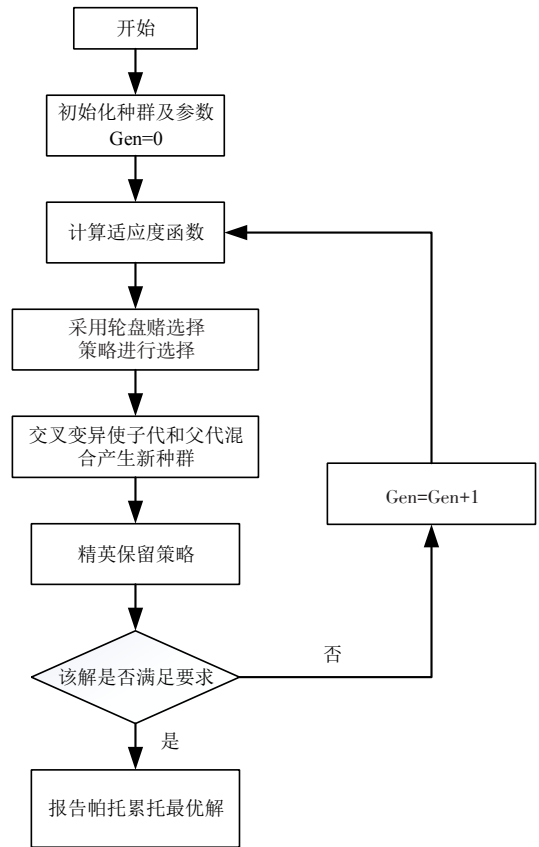 开始
初始化种群及参数
Gen=0
计算适应度函数
采用轮盘赌选择
策略进行选择
交叉变异使子代和父代混
合产生新种群
Gen=Gen+1
精英保留策略
否
该解是否满足要求
是
报告帕托累托最优解